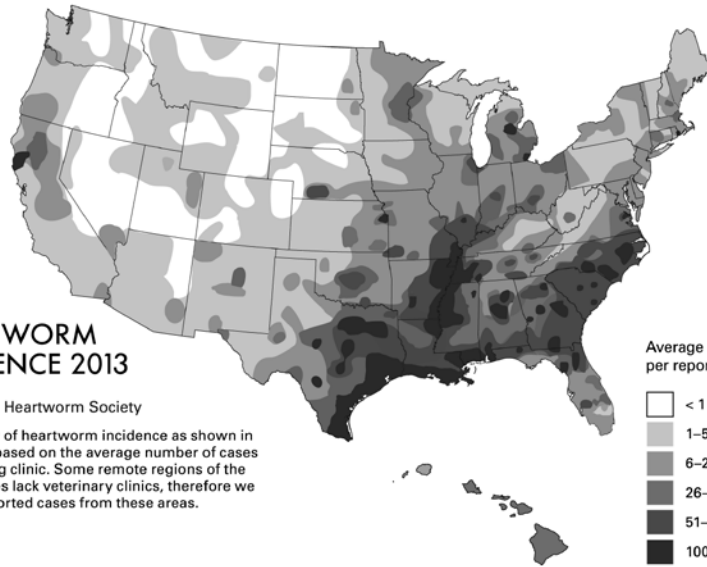 WORM
ENCE 2013
Heartworm Society
of heartworm incidence as shown in
based on the average number of cases
g clinic. Some remote regions of the
s lack veterinary clinics, therefore we
orted cases from these areas.
Average
per repor
< 1
1–5
6–2
26–
51–
100